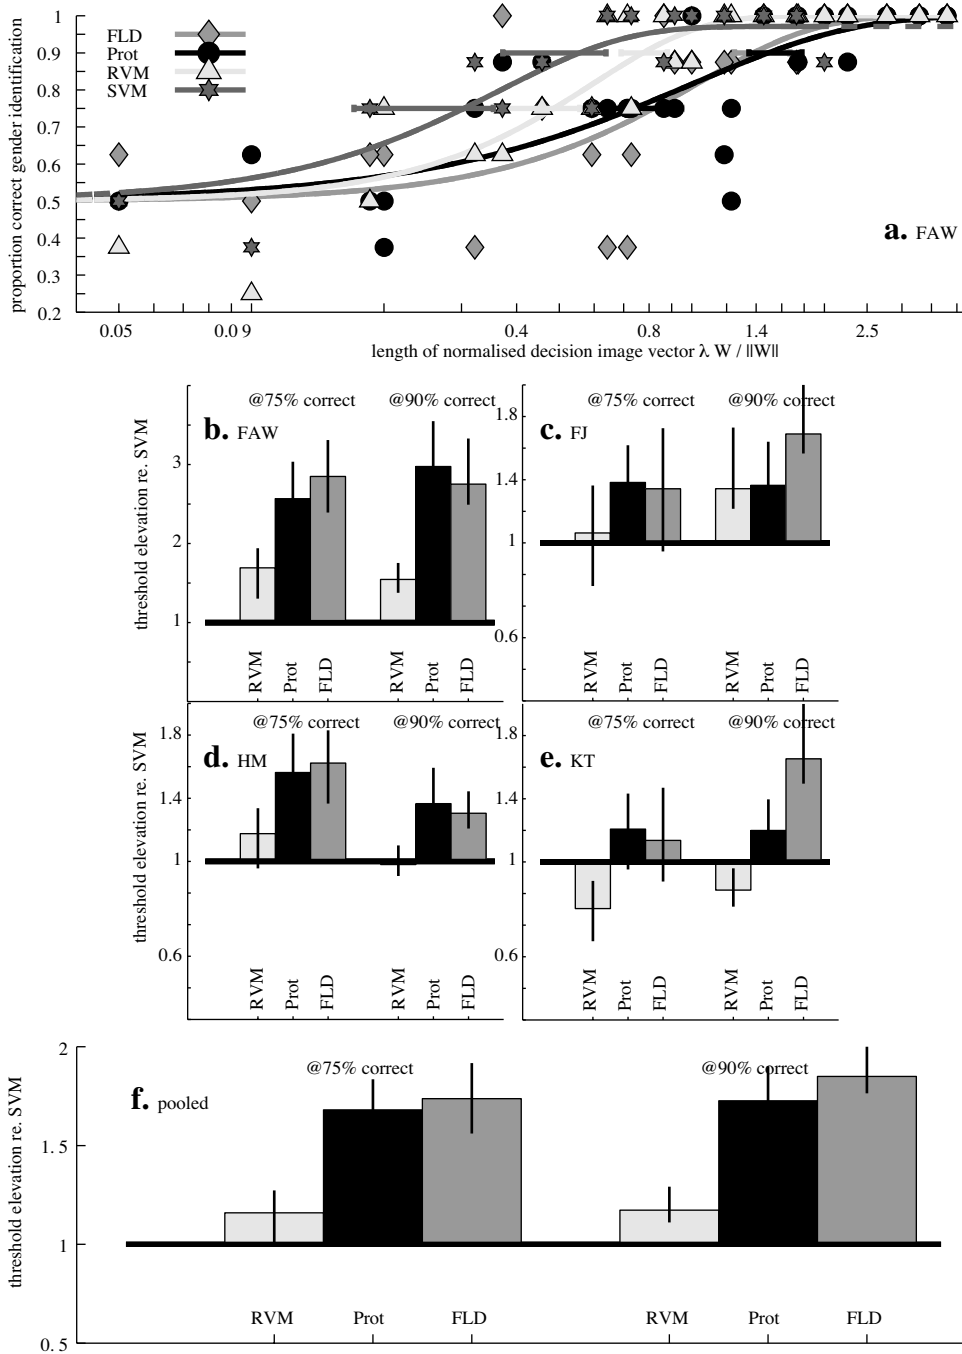 proportion correct gender identification
1
0.9
0.8
0.7
0.6
0.5
0.4
0.3
0.2
FLD
Prot
RVM
SVM
a. FAW
0.05 0.09 0.4 0.8 1.4 2.5
length of normalised decision image vector λ W / ||W||
threshold elevation re. SVM
3
2
1
b. FAW
@75% correct @90% correct
RVM Prot FLD RVM Prot FLD
1.8
1.4
1
0.6
c. FJ
@75% correct @90% correct
RVM Prot FLD RVM Prot FLD
threshold elevation re. SVM
1.8
1.4
1
0.6
d. HM
@75% correct @90% correct
RVM Prot FLD RVM Prot FLD
1.8
1.4
1
0.6
e. KT
@75% correct @90% correct
RVM Prot FLD RVM Prot FLD
threshold elevation re. SVM
2
1.5
1
0.5
f. pooled
@75% correct @90% correct
RVM Prot FLD RVM Prot FLD